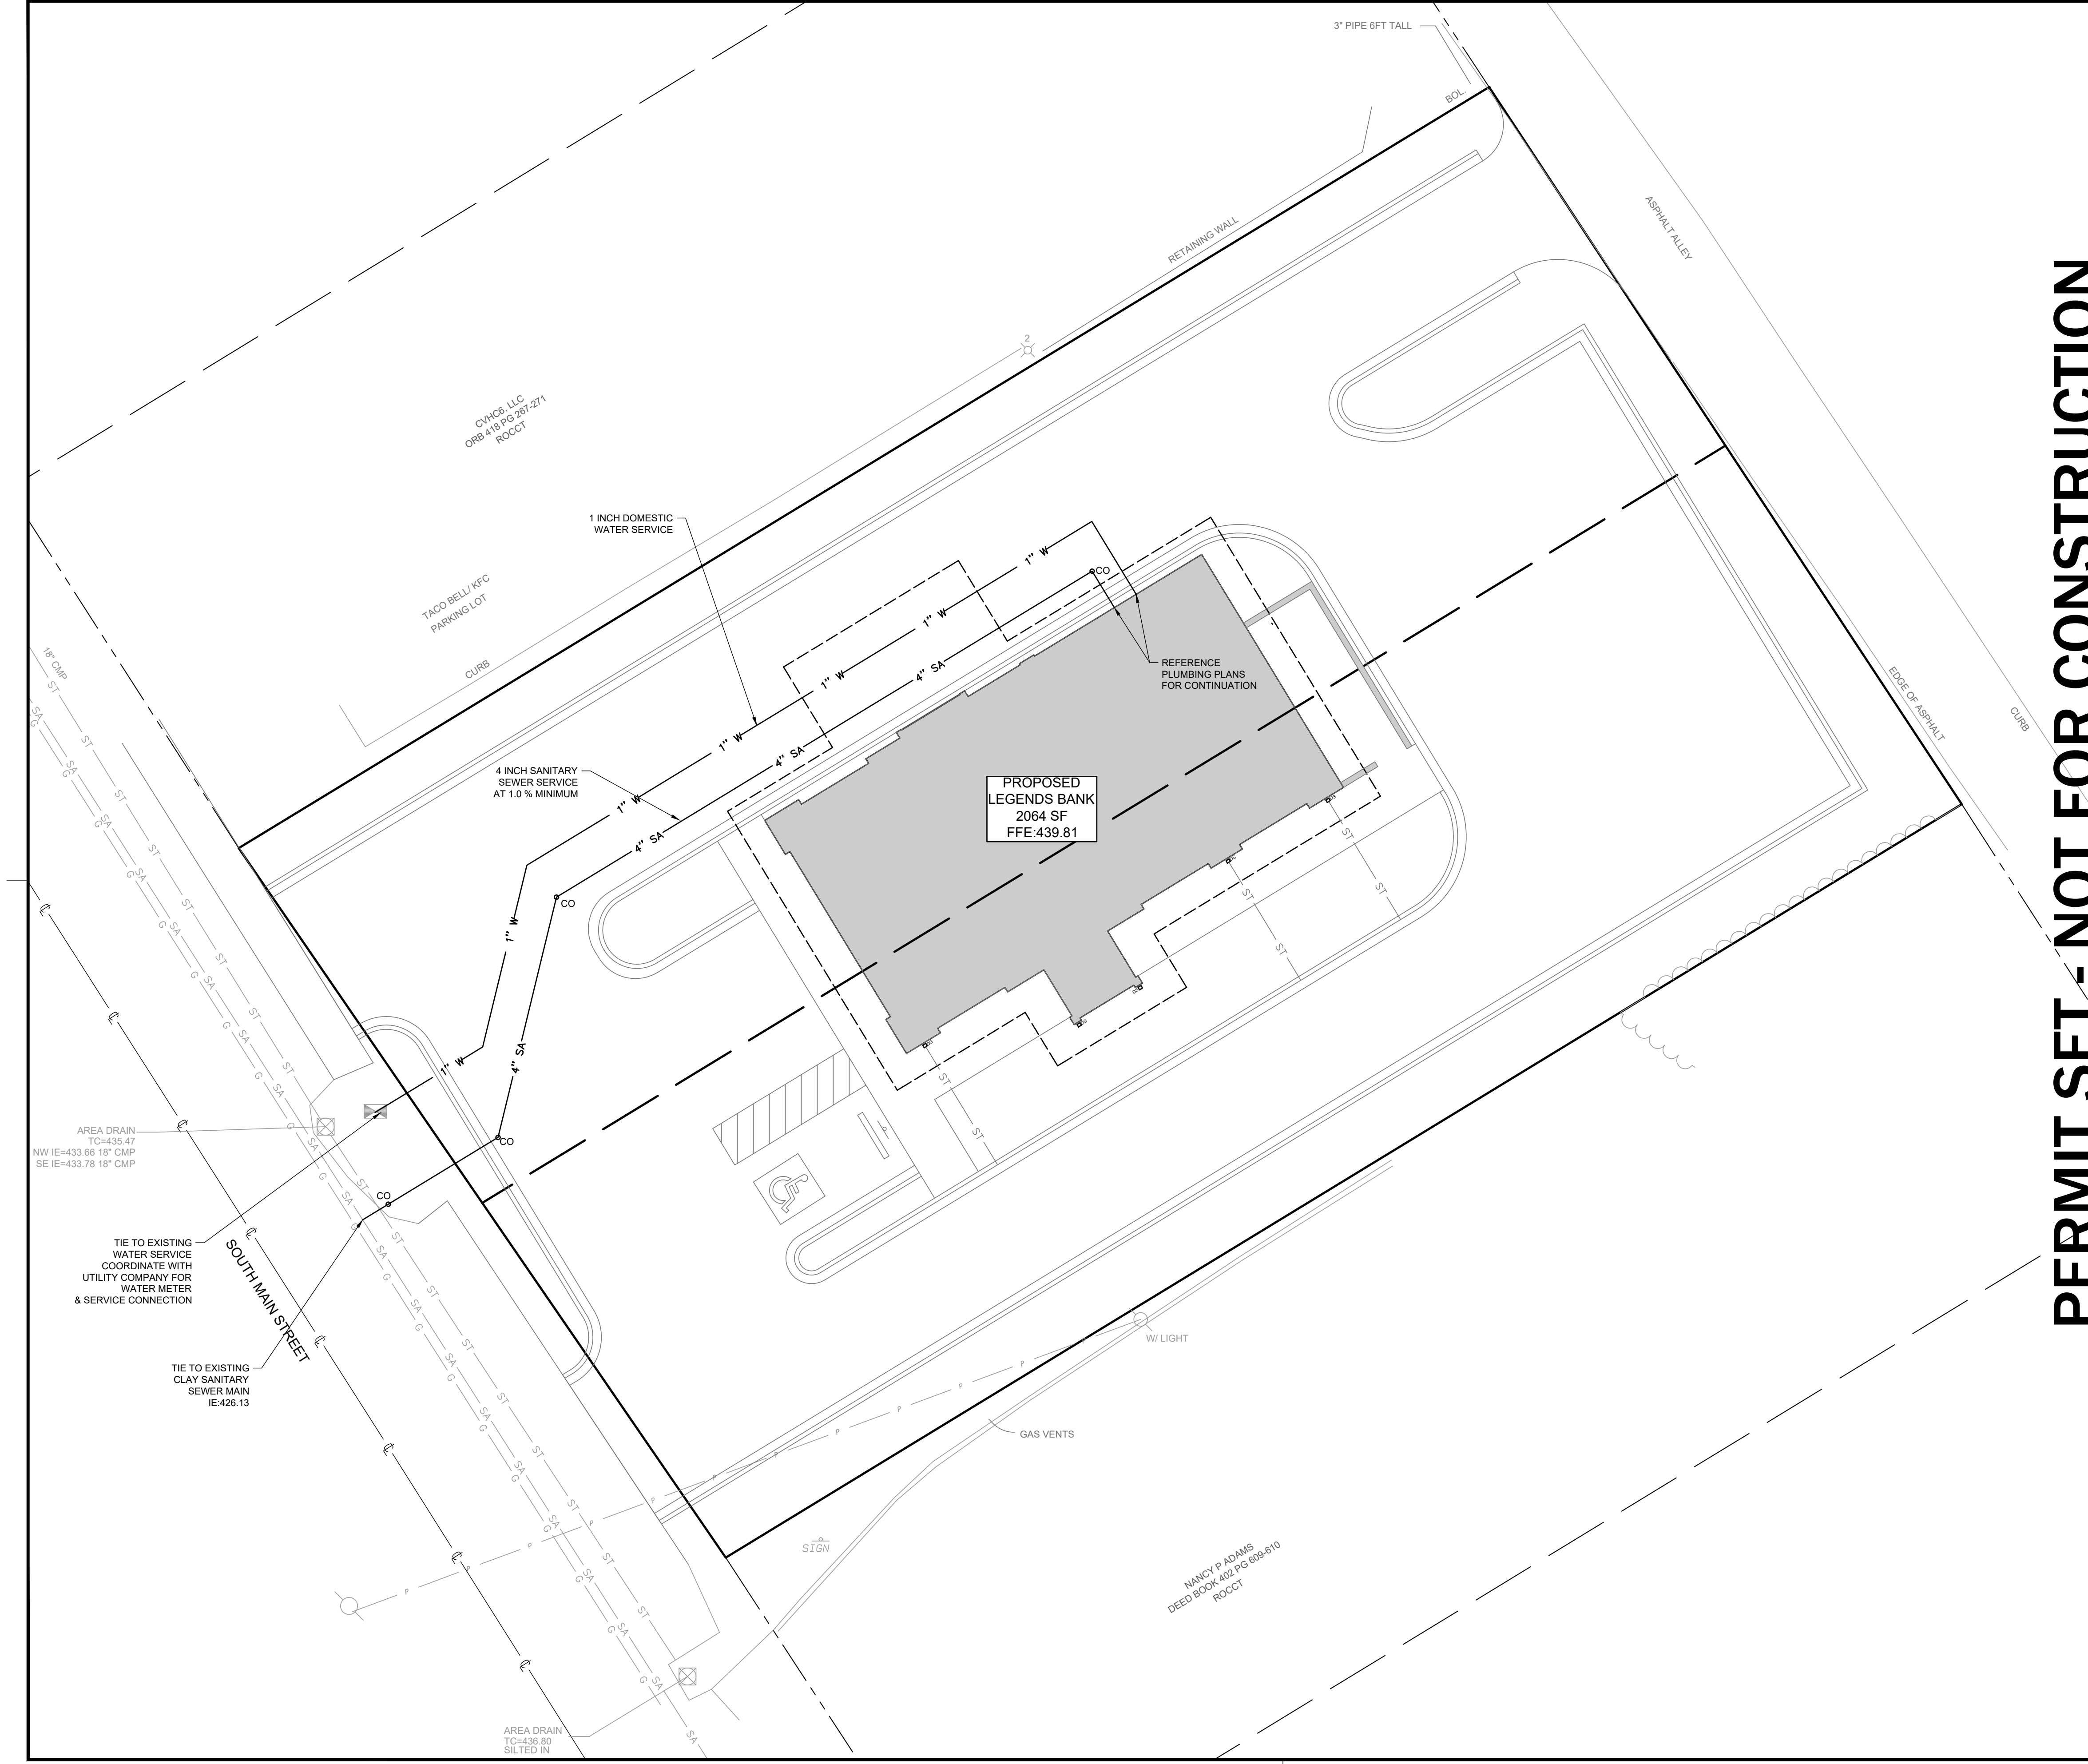 3" PIPE 6FT TALL
BOL.
ASPHALT ALLEY
RETAINING WALL
2
CVHC6, LLC
ORB 418 PG 267-271
ROCCT
1 INCH DOMESTIC
WATER SERVICE
TACO BELL/ KFC
PARKING LOT
CURB
18" CMP
1" W
1" W
1" W
1" W
1" W
1" W
1" W
CO
4" SA
4" SA
4" SA
4" SA
REFERENCE
PLUMBING PLANS
FOR CONTINUATION
4 INCH SANITARY
SEWER SERVICE
AT 1.0 % MINIMUM
PROPOSED
LEGENDS BANK
2064 SF
FFE:439.81
EDGE OF ASPHALT
CURB
CO
CO
CO
ST
ST
ST
ST
ST
ST
SA
G
AREA DRAIN
TC=435.47
NW IE=433.66 18" CMP
SE IE=433.78 18" CMP
TIE TO EXISTING
WATER SERVICE
COORDINATE WITH
UTILITY COMPANY FOR
WATER METER
& SERVICE CONNECTION
SOUTH MAIN STREET
TIE TO EXISTING
CLAY SANITARY
SEWER MAIN
IE:426.13
W/ LIGHT
P
GAS VENTS
SIGN
NANCY P ADAMS
DEED BOOK 402 PG 609-610
ROCCT
AREA DRAIN
TC=436.80
SILTED IN
PERMIT SET - NOT FOR CONSTRUCTION